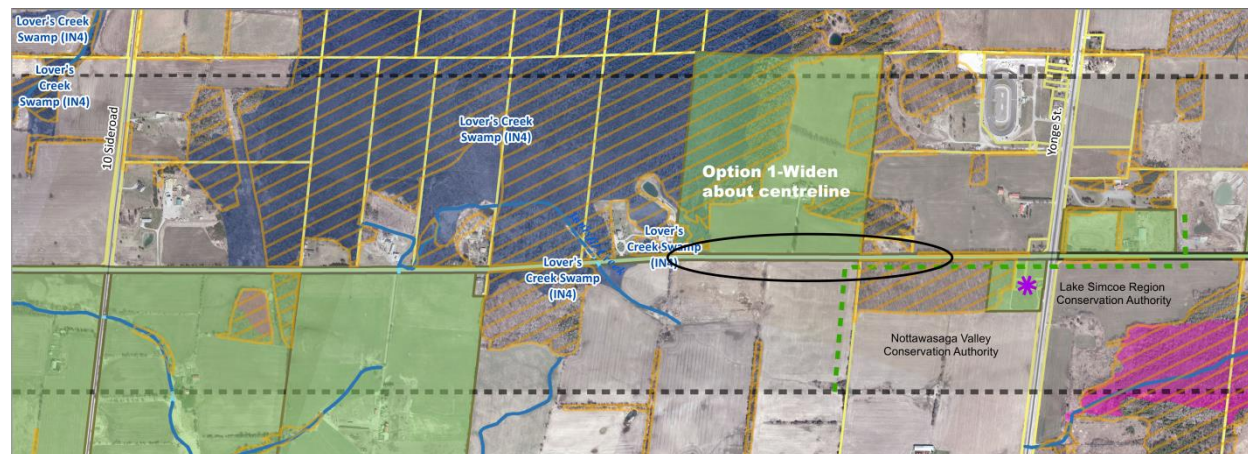 Lover's Creek
Swamp (IN4)
Lover's
Creek
Swamp (IN4)
10 Sideroad
Lover's Creek
Swamp (IN4)
Yonge St.
Option 1-Widen
about centreline
Lover's
Creek Swamp
(IN4)
Lover's
Creek Swamp
(IN4)
Lake Simcoe Region
Conservation Authority
Nottawasaga Valley
Conservation Authority